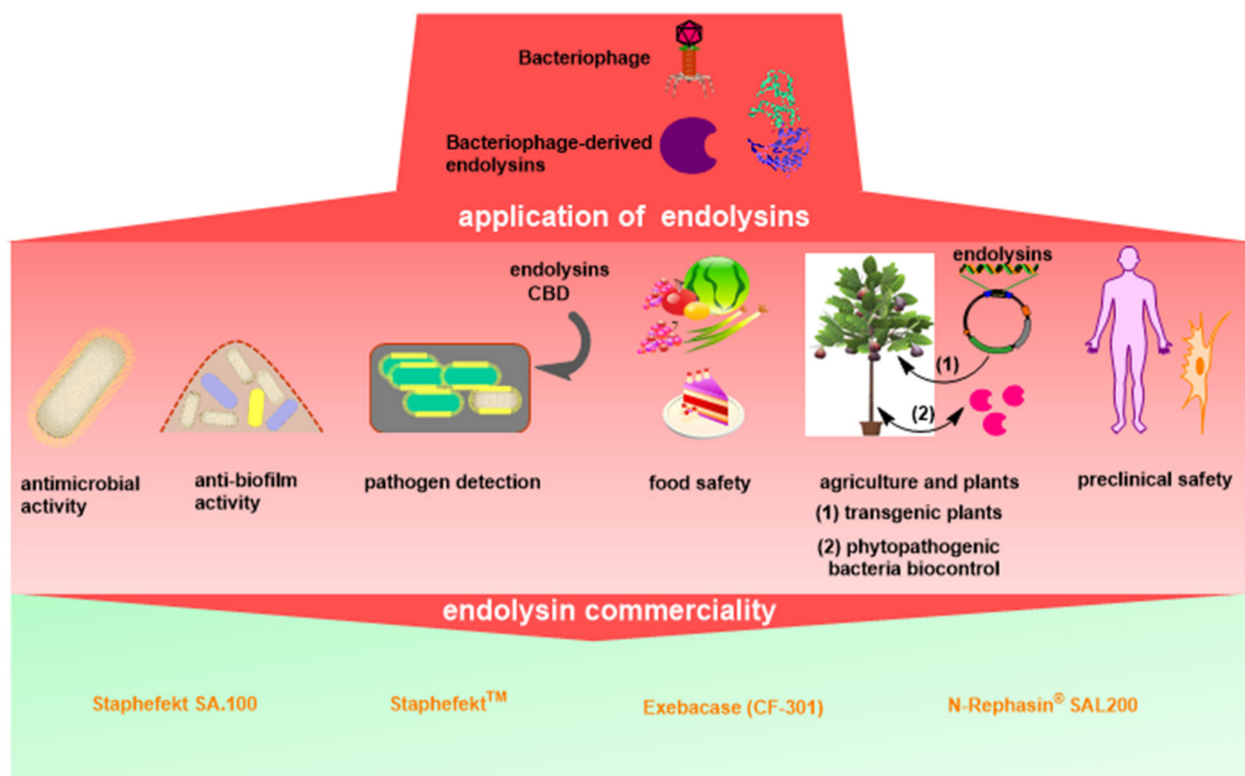 Bacteriophage
Bacteriophage-derived
endolysins
application of endolysins
endolysins
CBD
endolysins
(1)
(2)
antimicrobial
activity
anti-biofilm
activity
pathogen detection
food safety
agriculture and plants
(1) transgenic plants
(2) phytopathogenic
bacteria biocontrol
preclinical safety
endolysin commerciality
Staphefekt SA.100
Staphefekt™
Exebacase (CF-301)
N-Rephasin® SAL200